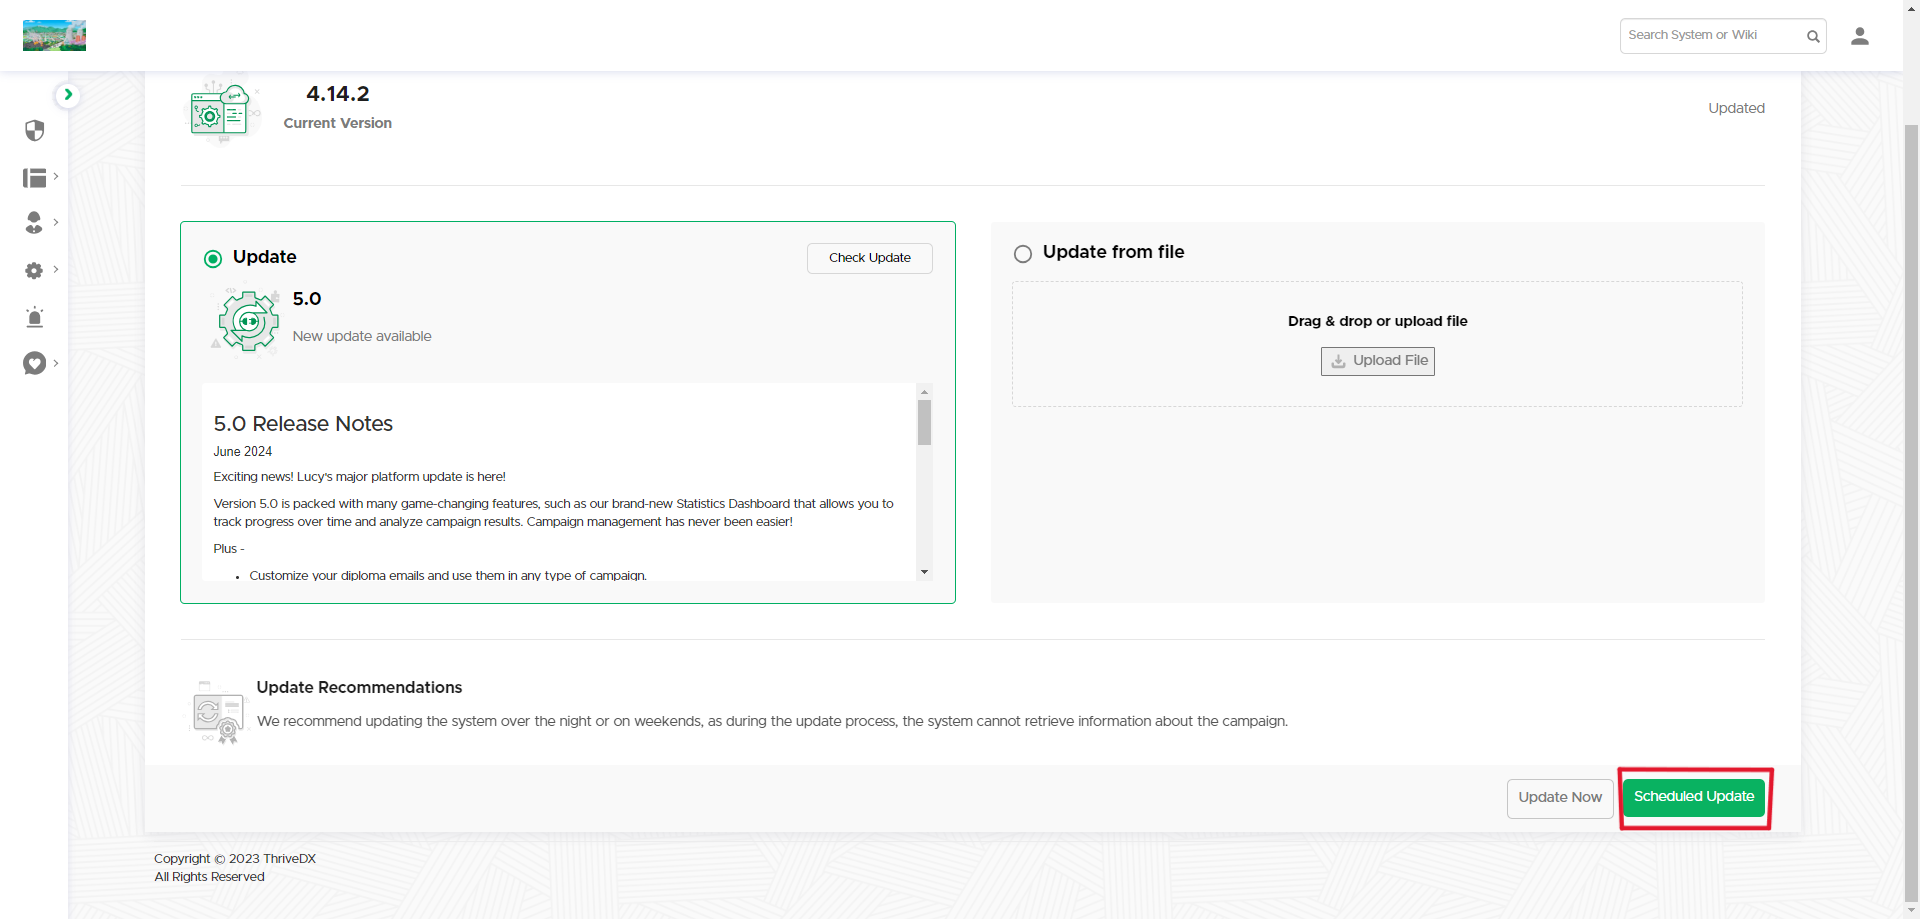 Search System or Wiki
4.14.2
Current Version
Updated
Update
Check Update
5.0
New update available
5.0 Release Notes
June 2024
Exciting news! Lucy's major platform update is here!
Version 5.0 is packed with many game-changing features, such as our brand-new Statistics Dashboard that allows you to
track progress over time and analyze campaign results. Campaign management has never been easier!
Plus -
• Customize your diploma emails and use them in any type of campaign.
Update from file
Drag & drop or upload file
Upload File
Update Recommendations
We recommend updating the system over the night or on weekends, as during the update process, the system cannot retrieve information about the campaign.
Update Now
Scheduled Update
Copyright © 2023 ThriveDX
All Rights Reserved